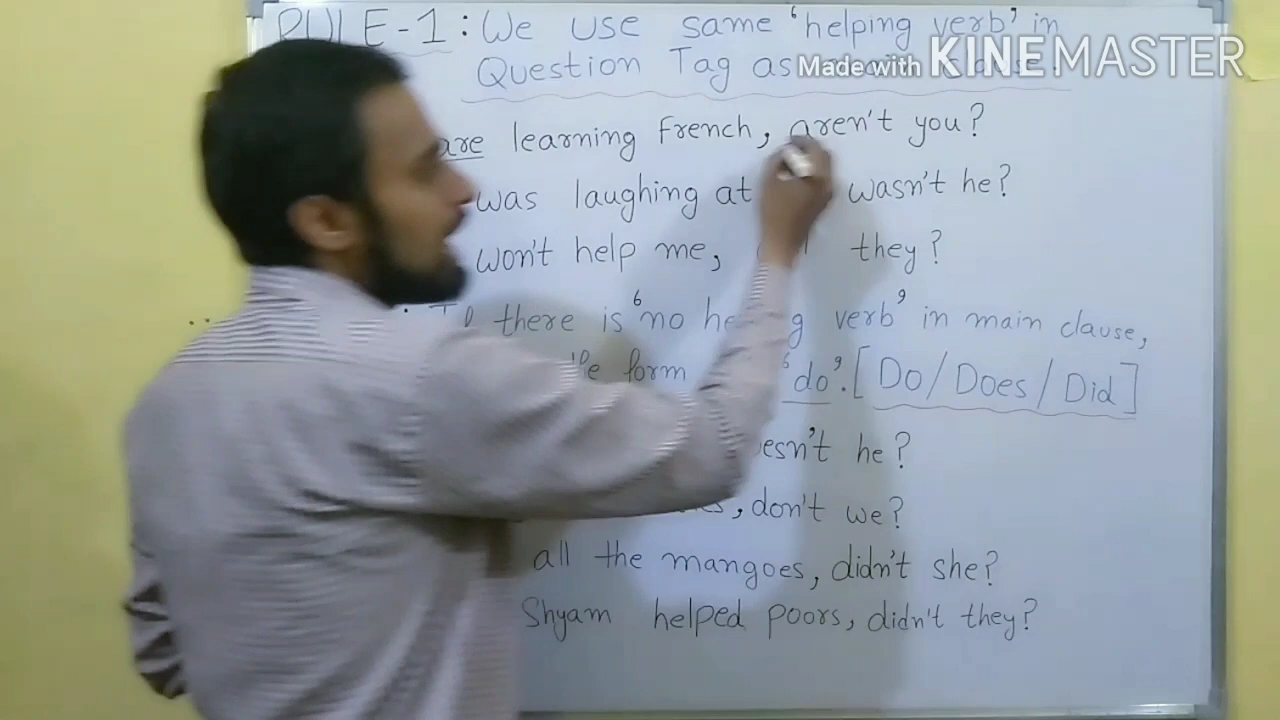 RULE-1: We use same 'helping verb' in
Question Tag as
Made with KINEMASTER
are learning French, aren't you?
was laughing at wasn't he?
won't help me, they?
there is 'no verb' in main clause,
form 'do'. [Do/Does/Did]
he?
don't we?
all the mangoes, didn't she?
Shyam helped poors, didn't they?